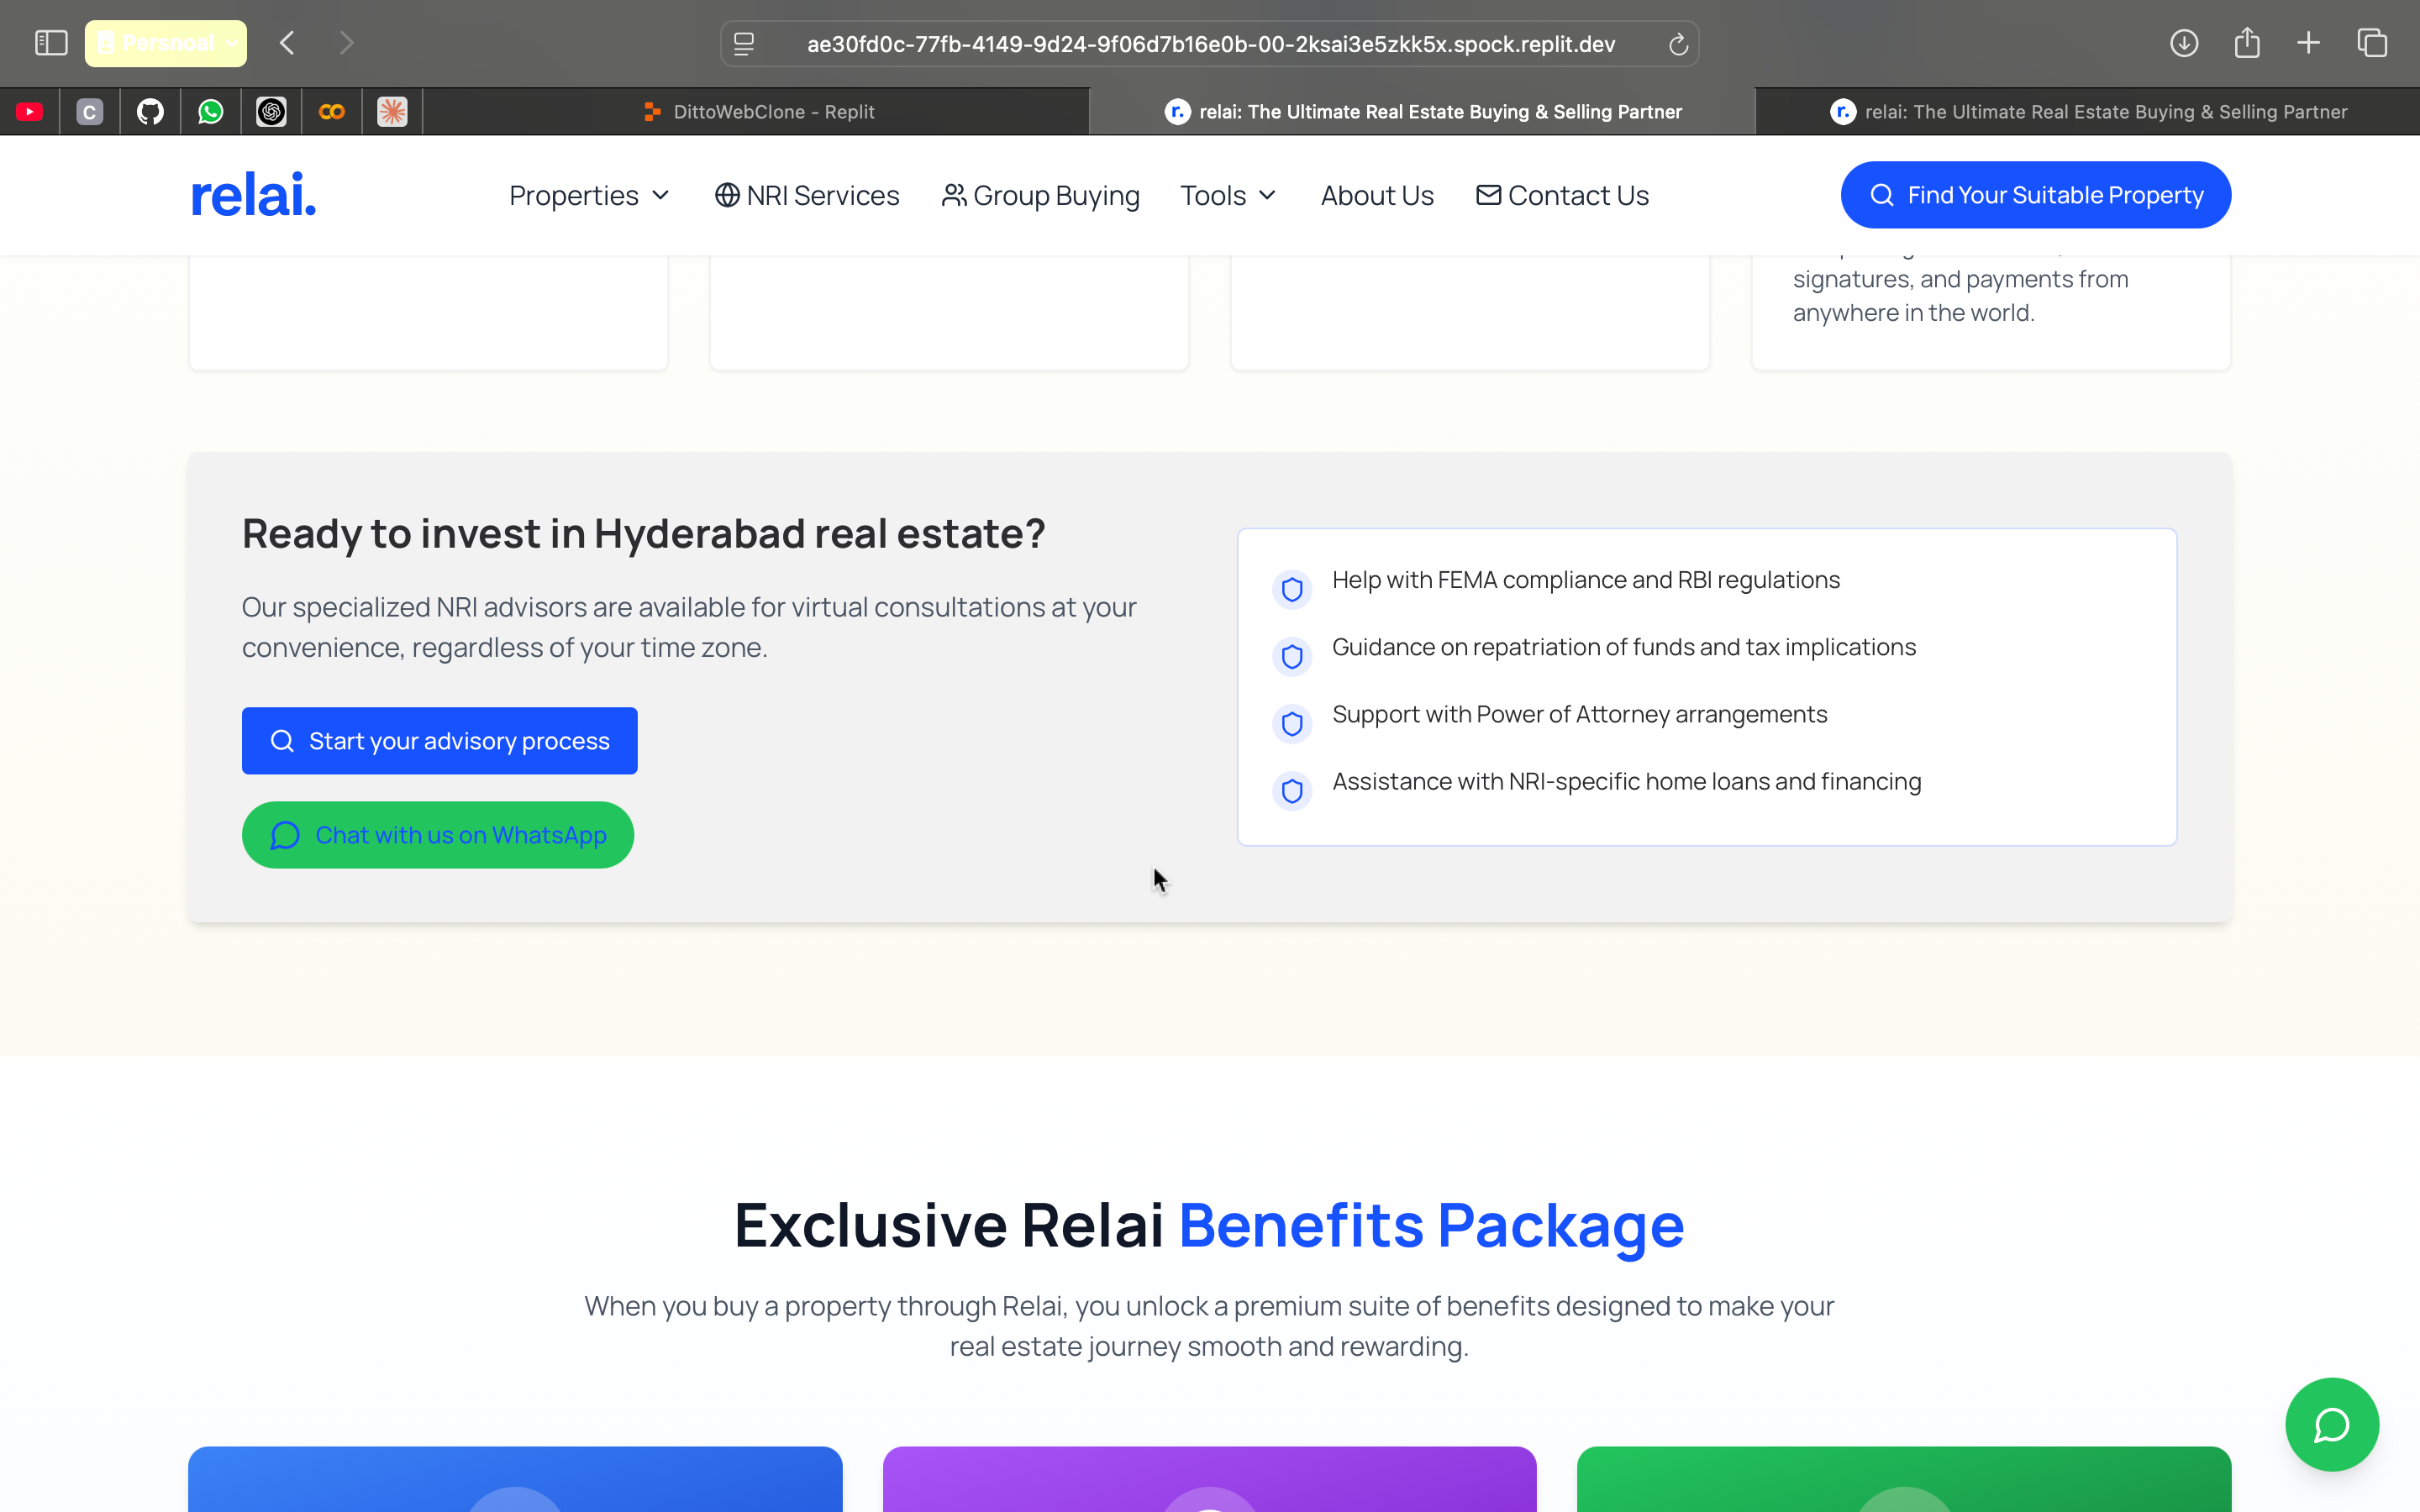 Persnoal
ae30fd0c-77fb-4149-9d24-9f06d7b16e0b-00-2ksai3e5zkk5x.spock.replit.dev
C
DittoWebClone - Replit
r. relai: The Ultimate Real Estate Buying & Selling Partner
r. relai: The Ultimate Real Estate Buying & Selling Partner
relai.
Properties
NRI Services
Group Buying
Tools
About Us
Contact Us
Find Your Suitable Property
signatures, and payments from
anywhere in the world.
Ready to invest in Hyderabad real estate?
Our specialized NRI advisors are available for virtual consultations at your
convenience, regardless of your time zone.
Start your advisory process
Chat with us on WhatsApp
Help with FEMA compliance and RBI regulations
Guidance on repatriation of funds and tax implications
Support with Power of Attorney arrangements
Assistance with NRI-specific home loans and financing
Exclusive Relai Benefits Package
When you buy a property through Relai, you unlock a premium suite of benefits designed to make your
real estate journey smooth and rewarding.